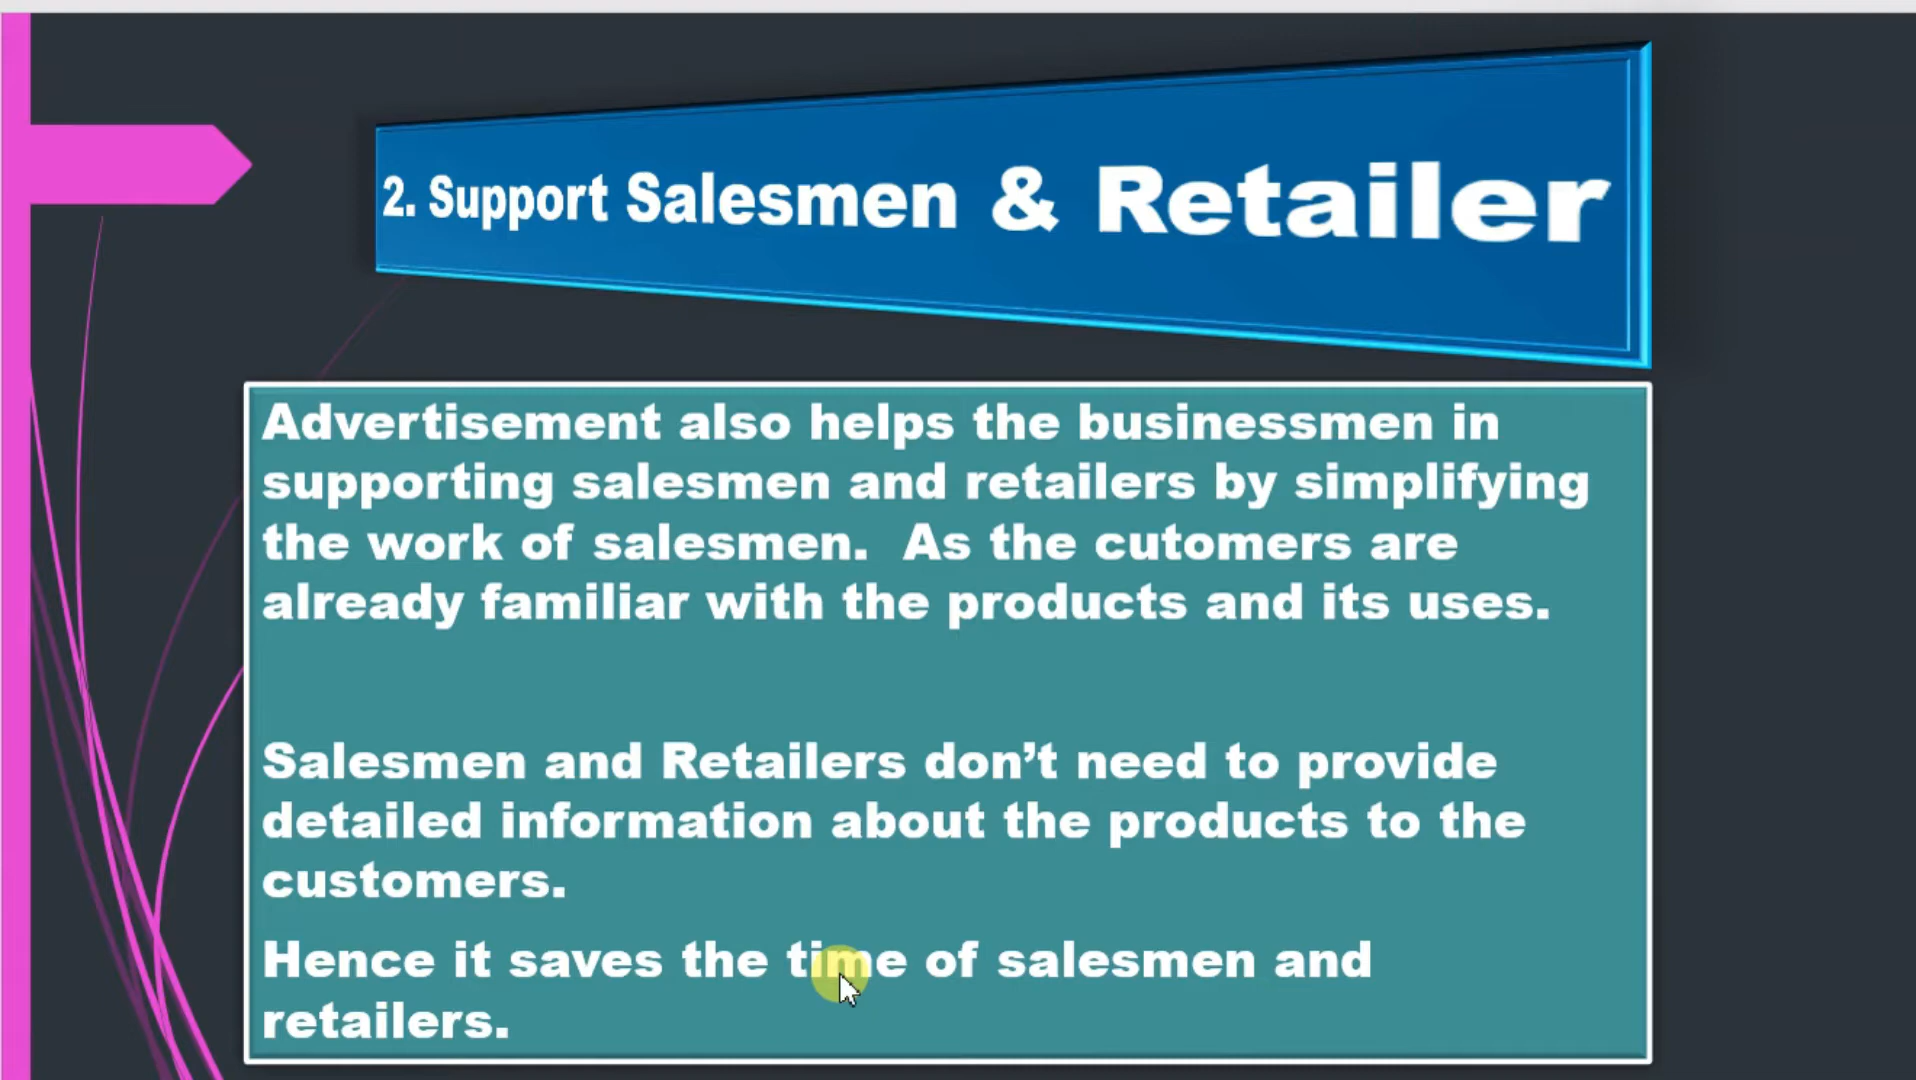 2. Support Salesmen & Retailer
Advertisement also helps the businessmen in
supporting salesmen and retailers by simplifying
the work of salesmen.  As the cutomers are
already familiar with the products and its uses.
Salesmen and Retailers don’t need to provide
detailed information about the products to the
customers.
Hence it saves the time of salesmen and
retailers.